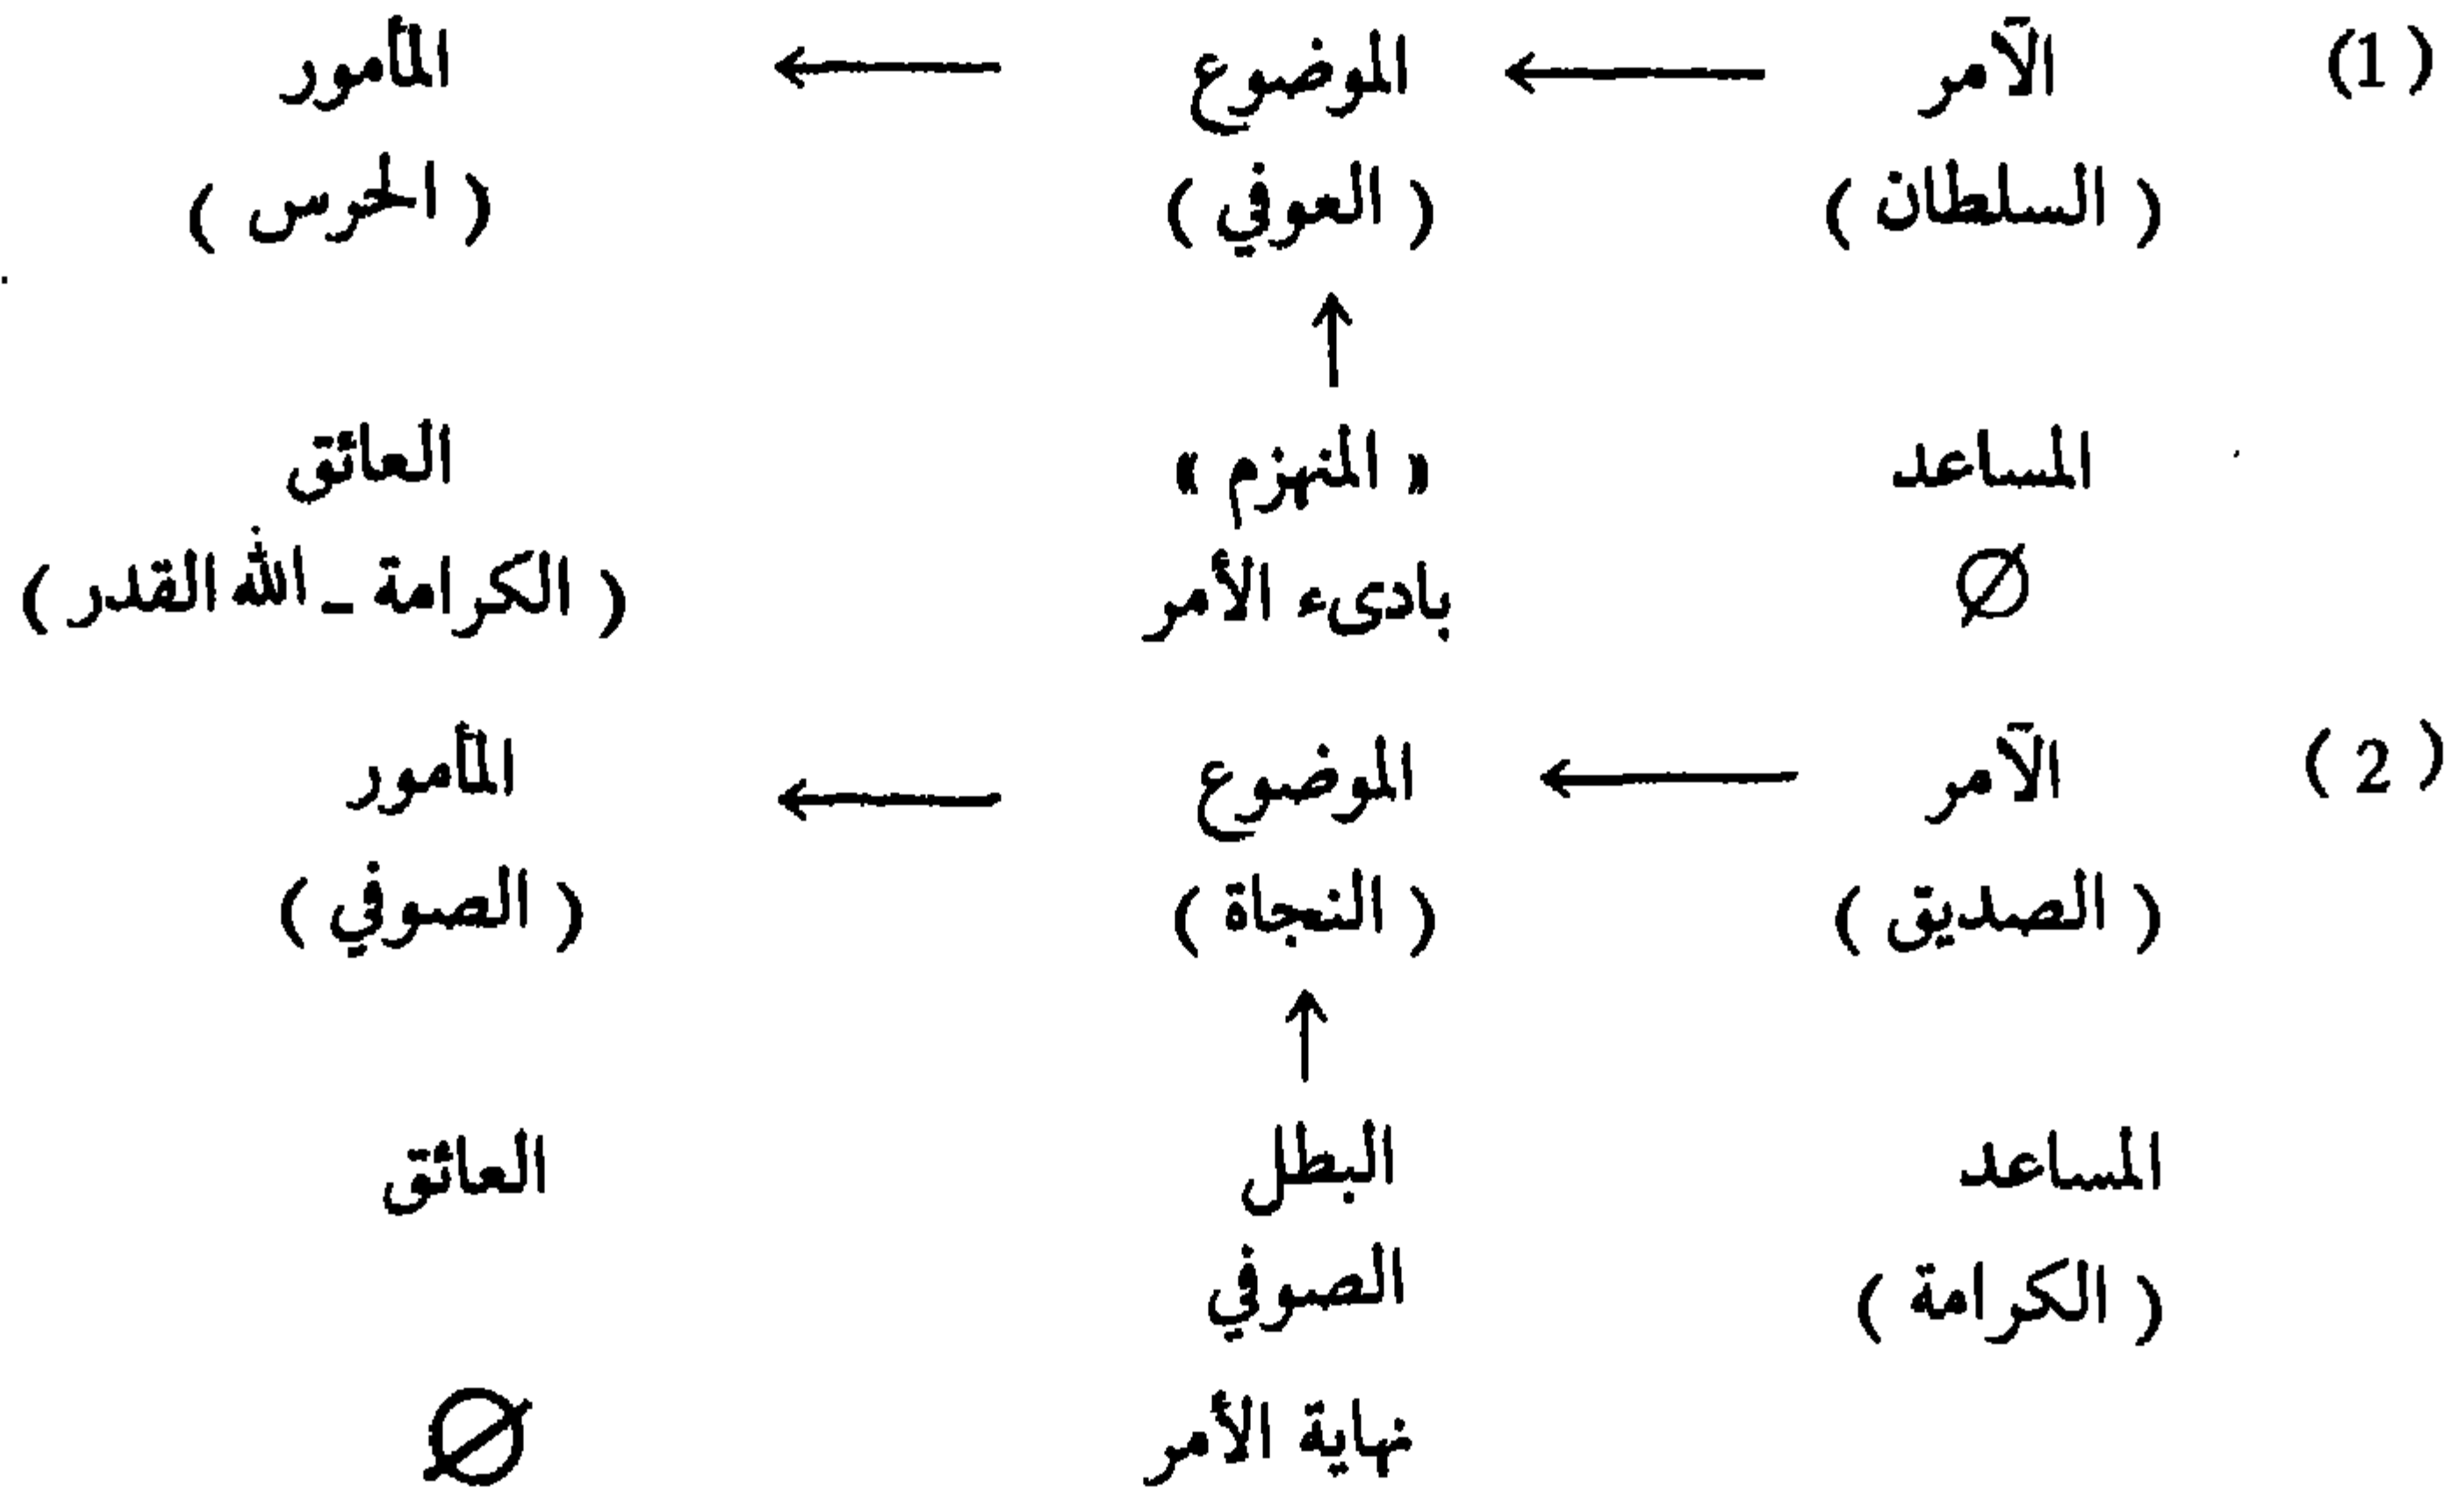 (1) الآمر ← الموضوع ← المأمور
(السلطان) (العوفي) (الحرس)
↑
المساعد «المنهزم» العائق
Ø بادىء الأمر (الكرامة - الله القدر)
(2) الآمر ← الموضوع ← المأمور
(الصديق) (النجاة) (الصوفي)
↑
المساعد البطل العائق
(الكرامة) الصوفي
نهاية الأمر Ø